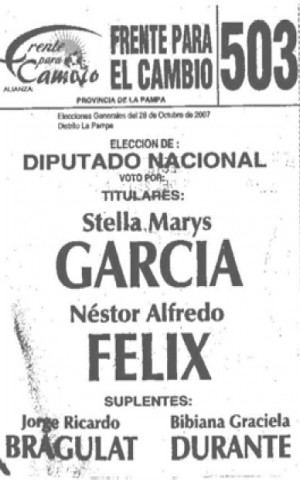 Frente
para el
Cambio
ALIANZA:
FRENTE PARA
EL CAMBIO
503
PROVINCIA DE LA PAMPA
Elecciones Generales del 28 de Octubre de 2007
Distrito La Pampa
ELECCION DE :
DIPUTADO NACIONAL
VOTO POR:
TITULARES:
Stella Marys
GARCIA
Néstor Alfredo
FELIX
SUPLENTES:
Jorge Ricardo
BRAGULAT
Bibiana Graciela
DURANTE